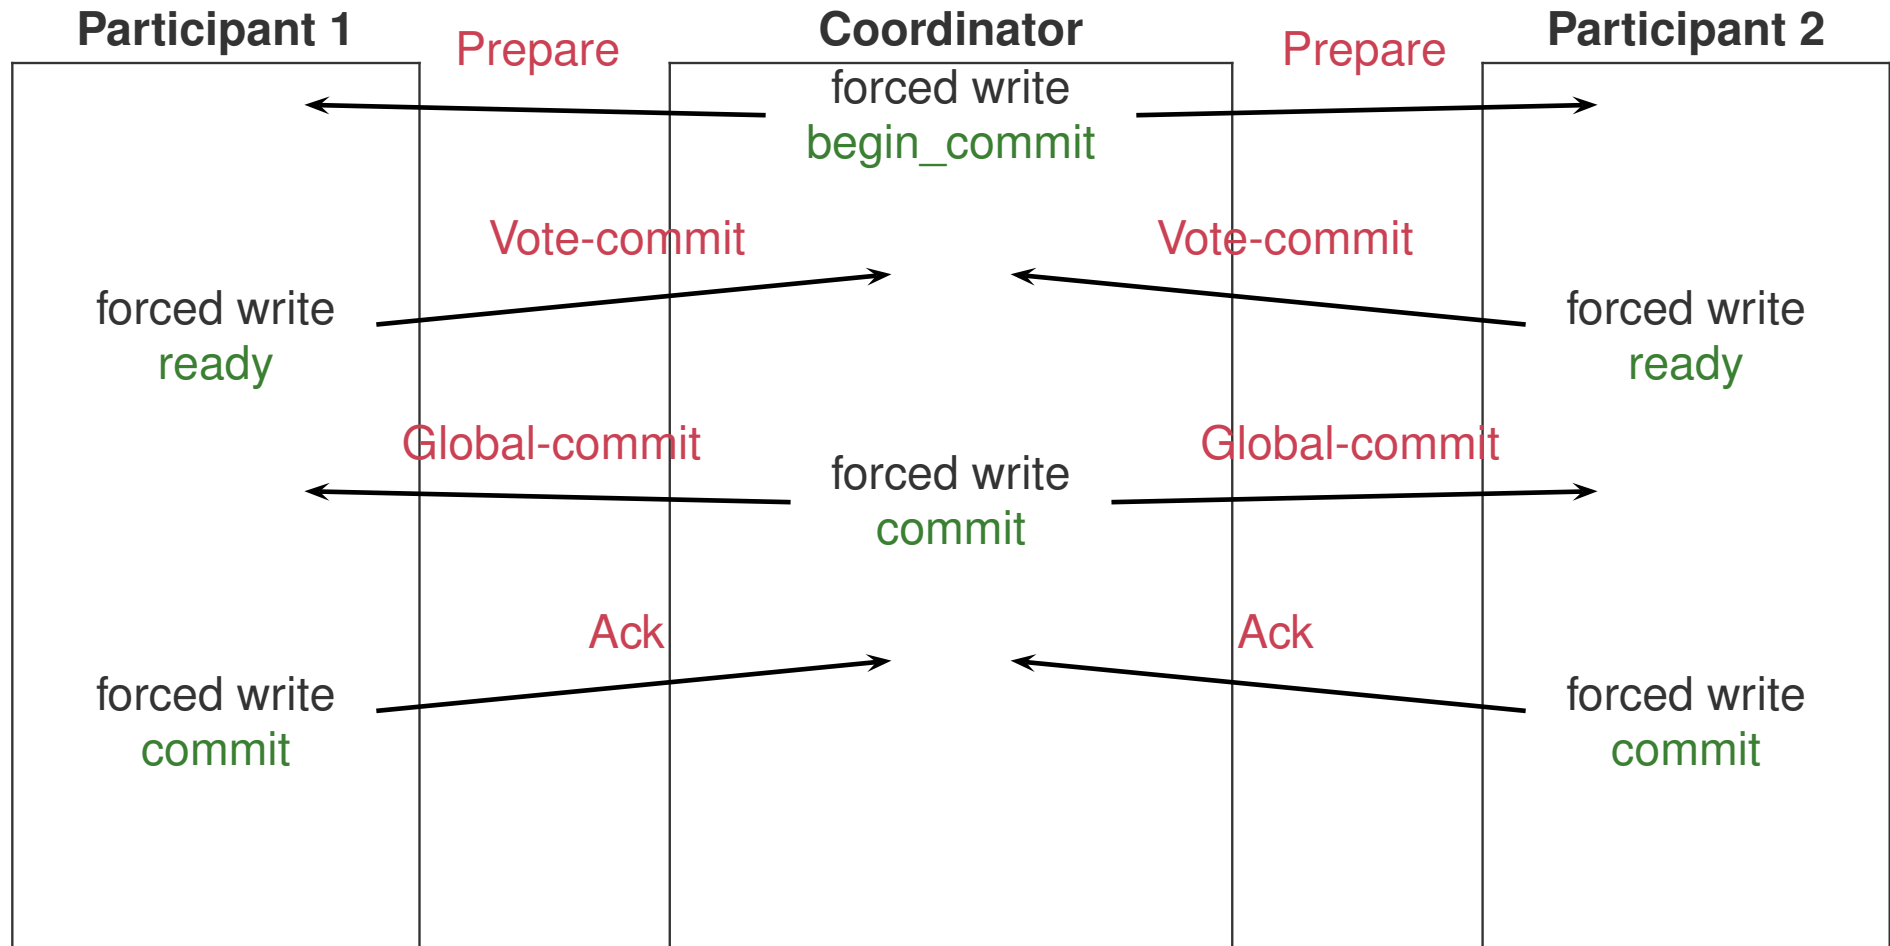 Participant 1
Coordinator
Participant 2
Prepare
Prepare
forced write
begin_commit
Vote-commit
Vote-commit
forced write
ready
forced write
ready
Global-commit
Global-commit
forced write
commit
Ack
Ack
forced write
commit
forced write
commit